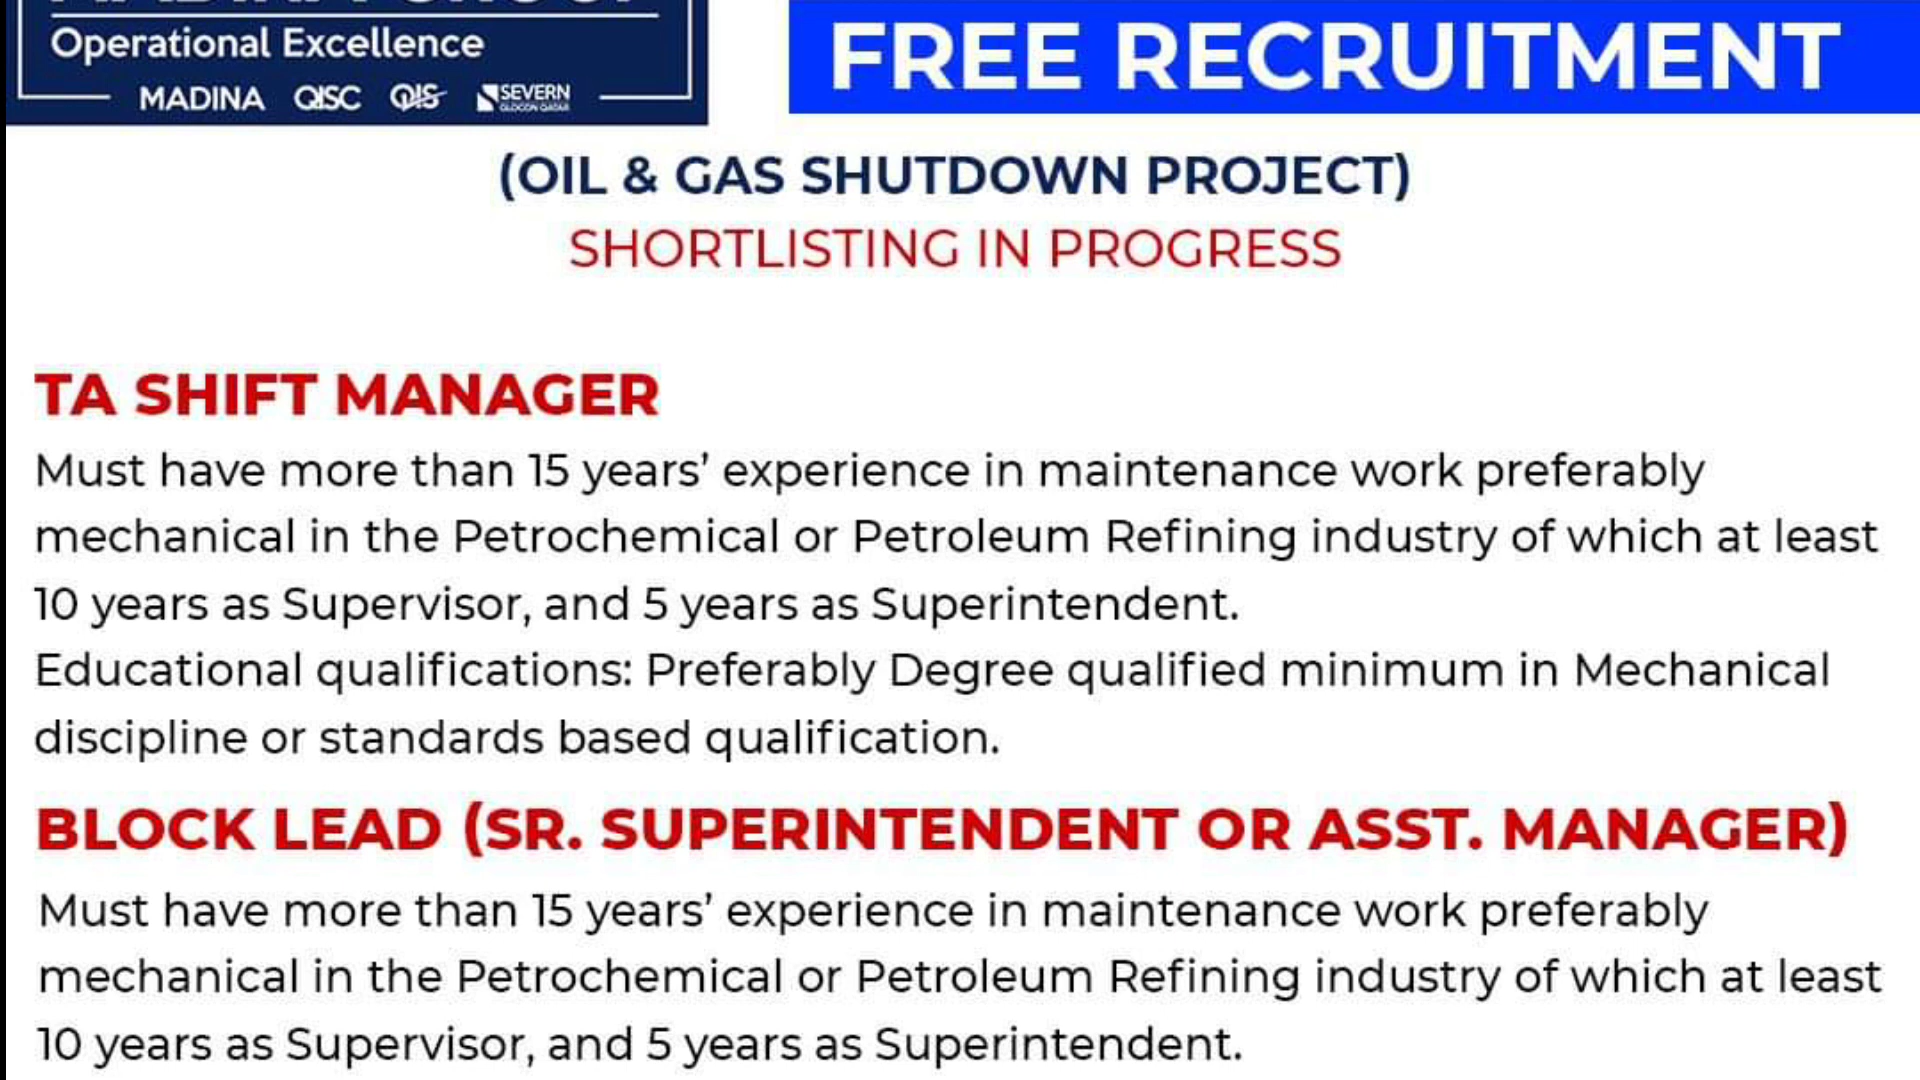 Operational Excellence
MADINA QISC QIS SEVERN
GLOCON QATAR
FREE RECRUITMENT
(OIL & GAS SHUTDOWN PROJECT)
SHORTLISTING IN PROGRESS
TA SHIFT MANAGER
Must have more than 15 years’ experience in maintenance work preferably
mechanical in the Petrochemical or Petroleum Refining industry of which at least
10 years as Supervisor, and 5 years as Superintendent.
Educational qualifications: Preferably Degree qualified minimum in Mechanical
discipline or standards based qualification.
BLOCK LEAD (SR. SUPERINTENDENT OR ASST. MANAGER)
Must have more than 15 years’ experience in maintenance work preferably
mechanical in the Petrochemical or Petroleum Refining industry of which at least
10 years as Supervisor, and 5 years as Superintendent.